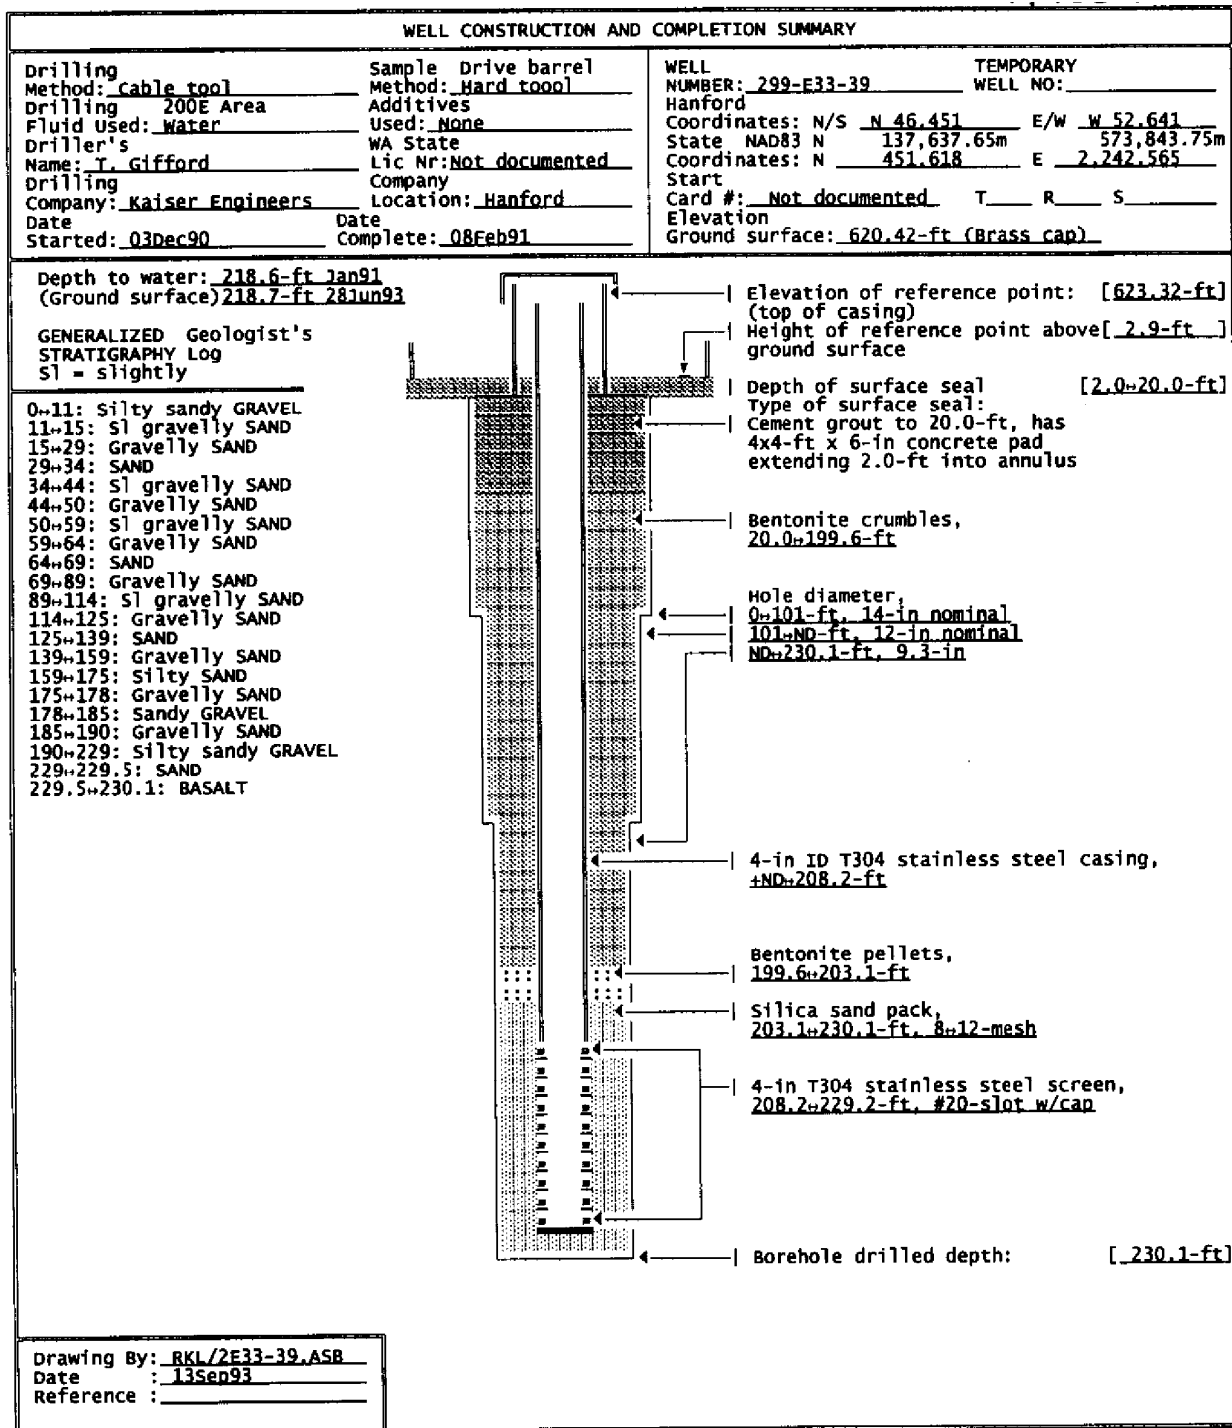 WELL CONSTRUCTION AND COMPLETION SUMMARY
Drilling Method: Cable tool
Sample Method: Drive barrel Hard toool
Drilling Fluid Used: 200E Area Water
Additives Used: None
Driller's Name: T. Gifford
WA State Lic Nr: Not documented
Drilling Company: Kaiser Engineers
Company Location: Hanford
Date Started: 03Dec90
Date Complete: 08Feb91
WELL NUMBER: 299-E33-39
TEMPORARY WELL NO:
Hanford Coordinates: N/S N 46,451 E/W W 52,641
State NAD83 N 137,637.65m 573,843.75m
Coordinates: N 451,618 E 2,242,565
Start Card #: Not documented T R S
Elevation Ground surface: 620.42-ft (Brass cap)
Depth to water: 218.6-ft Jan91
(Ground surface) 218.7-ft 28Jun93
GENERALIZED Geologist's
STRATIGRAPHY Log
Sl = slightly
0↔11: Silty sandy GRAVEL
11↔15: Sl gravelly SAND
15↔29: Gravelly SAND
29↔34: SAND
34↔44: Sl gravelly SAND
44↔50: Gravelly SAND
50↔59: Sl gravelly SAND
59↔64: Gravelly SAND
64↔69: SAND
69↔89: Gravelly SAND
89↔114: Sl gravelly SAND
114↔125: Gravelly SAND
125↔139: SAND
139↔159: Gravelly SAND
159↔175: Silty SAND
175↔178: Gravelly SAND
178↔185: Sandy GRAVEL
185↔190: Gravelly SAND
190↔229: Silty sandy GRAVEL
229↔229.5: SAND
229.5↔230.1: BASALT
Elevation of reference point: [623.32-ft]
(top of casing)
Height of reference point above[ 2.9-ft ]
ground surface
Depth of surface seal [2.0↔20.0-ft]
Type of surface seal:
Cement grout to 20.0-ft, has
4x4-ft x 6-in concrete pad
extending 2.0-ft into annulus
Bentonite crumbles,
20.0↔199.6-ft
Hole diameter,
0↔101-ft, 14-in nominal
101↔ND-ft, 12-in nominal
ND↔230.1-ft, 9.3-in
4-in ID T304 stainless steel casing,
+ND↔208.2-ft
Bentonite pellets,
199.6↔203.1-ft
Silica sand pack,
203.1↔230.1-ft, 8↔12-mesh
4-in T304 stainless steel screen,
208.2↔229.2-ft, #20-slot w/cap
Borehole drilled depth: [ 230.1-ft]
Drawing By: RKL/2E33-39.ASB
Date : 13Sep93
Reference :